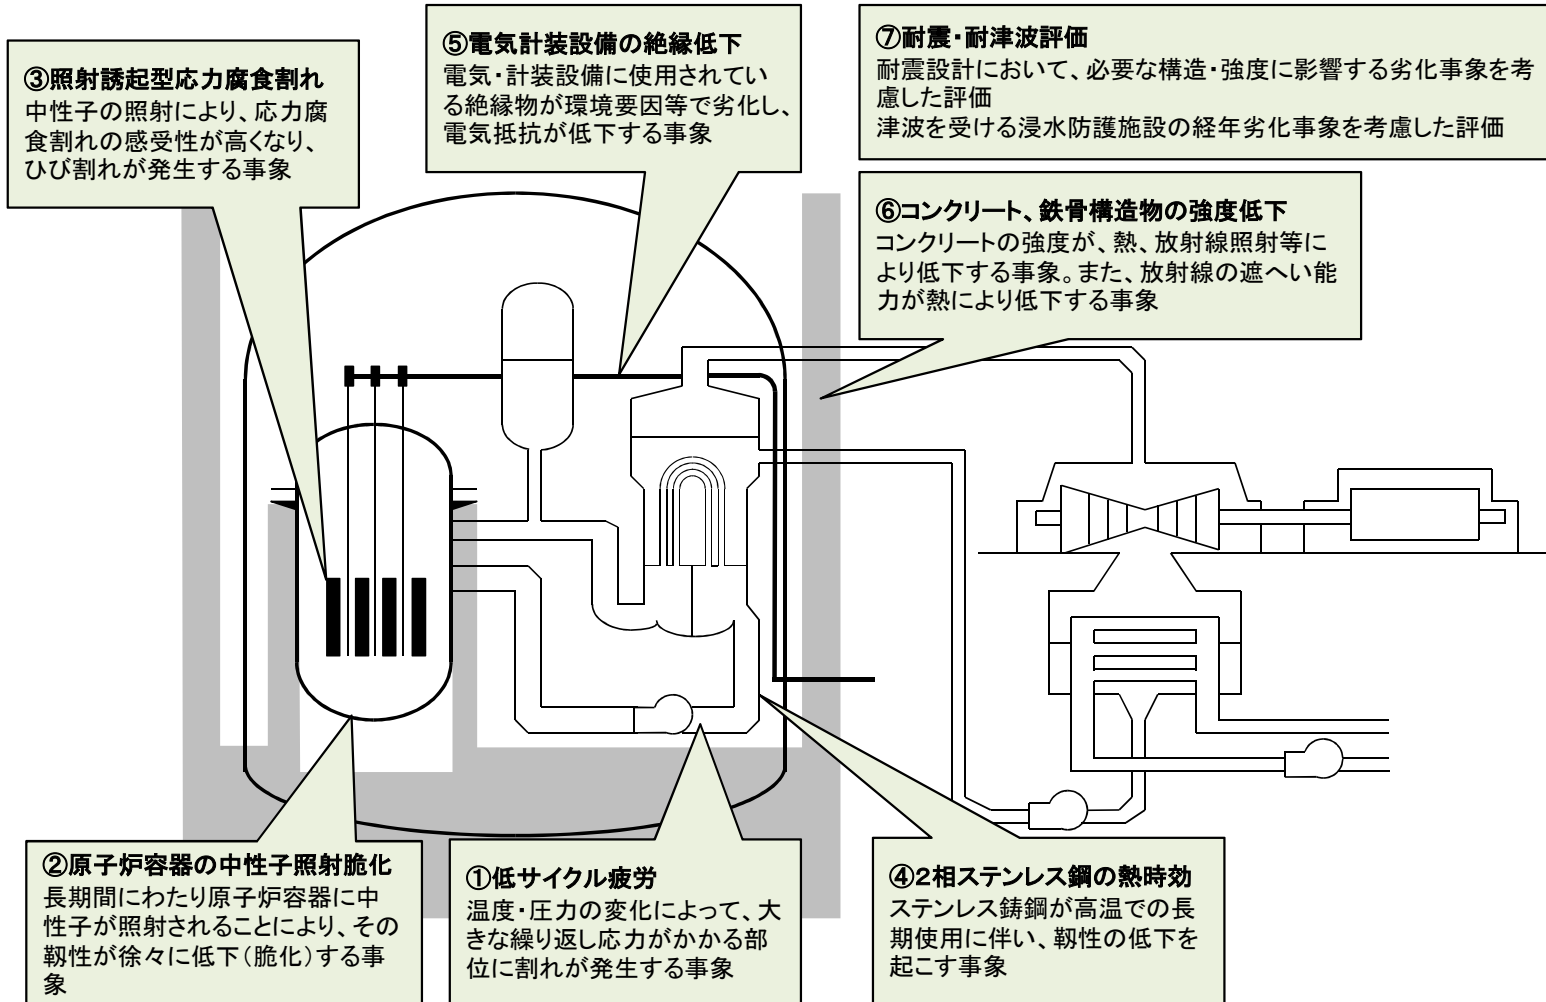 ③照射誘起型応力腐食割れ
中性子の照射により、応力腐
食割れの感受性が高くなり、
ひび割れが発生する事象
⑤電気計装設備の絶縁低下
電気・計装設備に使用されてい
る絶縁物が環境要因等で劣化し、
電気抵抗が低下する事象
⑦耐震・耐津波評価
耐震設計において、必要な構造・強度に影響する劣化事象を考
慮した評価
津波を受ける浸水防護施設の経年劣化事象を考慮した評価
⑥コンクリート、鉄骨構造物の強度低下
コンクリートの強度が、熱、放射線照射等に
より低下する事象。また、放射線の遮へい能
力が熱により低下する事象
②原子炉容器の中性子照射脆化
長期間にわたり原子炉容器に中
性子が照射されることにより、その
靱性が徐々に低下（脆化）する事
象
①低サイクル疲労
温度・圧力の変化によって、大
きな繰り返し応力がかかる部
位に割れが発生する事象
④2相ステンレス鋼の熱時効
ステンレス鋳鋼が高温での長
期使用に伴い、靱性の低下を
起こす事象